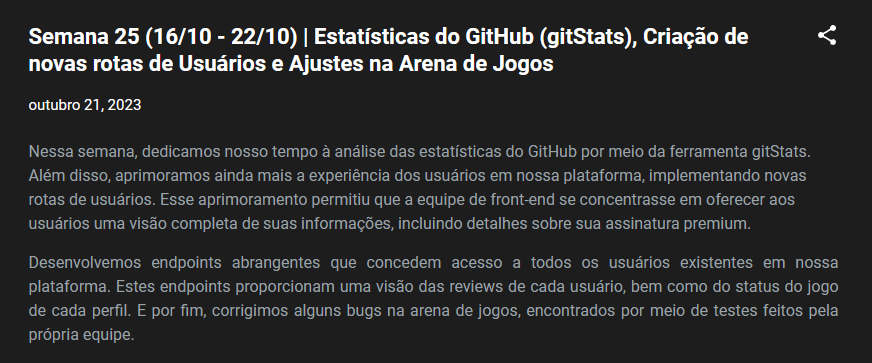 Semana 25 (16/10 - 22/10) | Estatísticas do GitHub (gitStats), Criação de
novas rotas de Usuários e Ajustes na Arena de Jogos
outubro 21, 2023
Nessa semana, dedicamos nosso tempo à análise das estatísticas do GitHub por meio da ferramenta gitStats.
Além disso, aprimoramos ainda mais a experiência dos usuários em nossa plataforma, implementando novas
rotas de usuários. Esse aprimoramento permitiu que a equipe de front-end se concentrasse em oferecer aos
usuários uma visão completa de suas informações, incluindo detalhes sobre sua assinatura premium.
Desenvolvemos endpoints abrangentes que concedem acesso a todos os usuários existentes em nossa
plataforma. Estes endpoints proporcionam uma visão das reviews de cada usuário, bem como do status do jogo
de cada perfil. E por fim, corrigimos alguns bugs na arena de jogos, encontrados por meio de testes feitos pela
própria equipe.